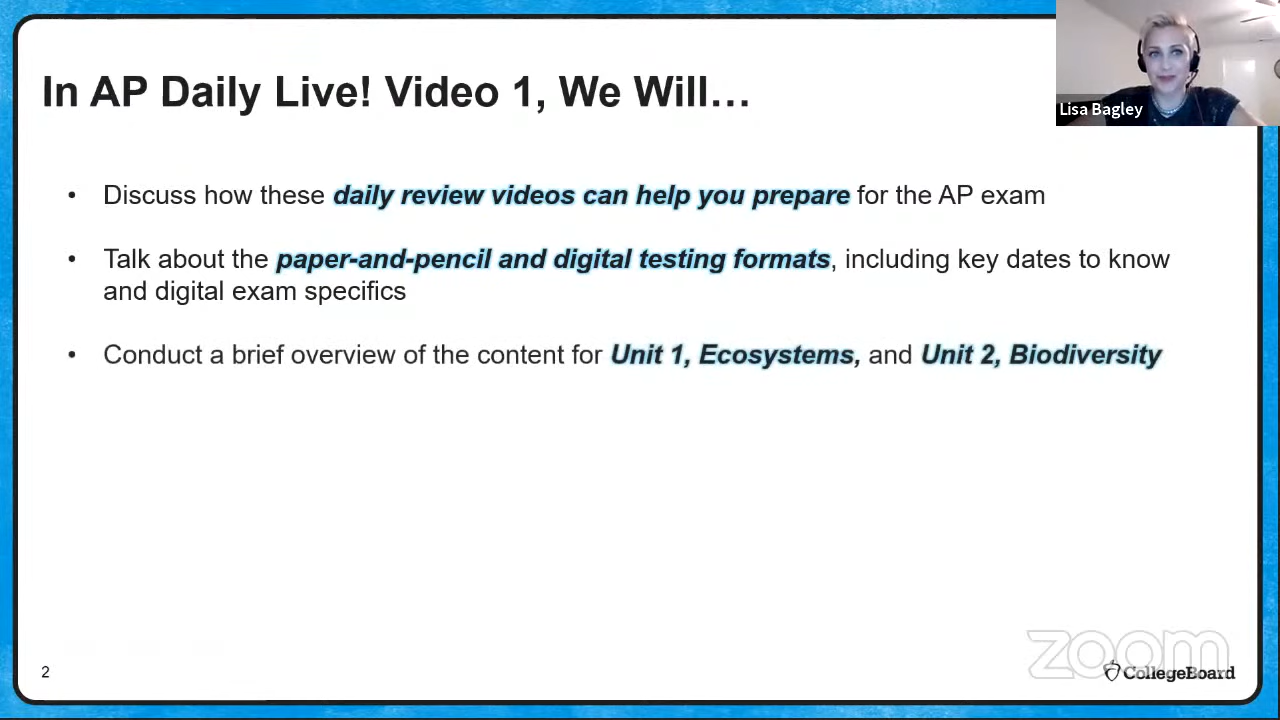 In AP Daily Live! Video 1, We Will…
Lisa Bagley
• Discuss how these daily review videos can help you prepare for the AP exam
• Talk about the paper-and-pencil and digital testing formats, including key dates to know
and digital exam specifics
• Conduct a brief overview of the content for Unit 1, Ecosystems, and Unit 2, Biodiversity
zoom
2
CollegeBoard